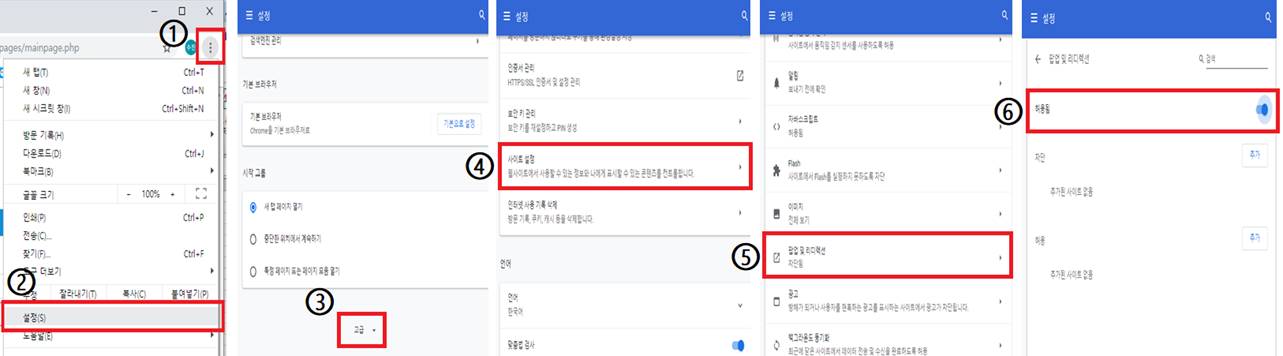 ①
pages/mainpage.php
수진
새 탭(T) Ctrl+T
새 창(N) Ctrl+N
새 시크릿 창(I) Ctrl+Shift+N
방문 기록(H)
다운로드(D) Ctrl+J
북마크(B)
글꼴 크기 - 100% +
인쇄(P) Ctrl+P
전송(C)...
찾기(F)... Ctrl+F
더보기
②
잘라내기(T) 복사(C) 붙여넣기(P)
설정(S)
도움말(E)
설정
검색엔진 관리
기본 브라우저
기본 브라우저
Chrome을 기본 브라우저로
기본으로 설정
시작 그룹
새 탭 페이지 열기
중단한 위치에서 계속하기
특정 페이지 또는 페이지 모음 열기
③
고급
설정
인증서 관리
HTTPS/SSL 인증서 및 설정 관리
보안 키 관리
보안 키를 재설정하고 PIN 생성
④
사이트 설정
웹사이트에서 사용할 수 있는 정보와 나에게 표시할 수 있는 콘텐츠를 컨트롤합니다.
인터넷 사용 기록 삭제
방문 기록, 쿠키, 캐시 등을 삭제합니다.
언어
언어
한국어
맞춤법 검사
설정
사이트에서 움직임 감지 센서를 사용하도록 허용
알림
보내기 전에 확인
자바스크립트
허용됨
Flash
사이트에서 Flash를 실행하지 못하도록 차단
이미지
전체 보기
⑤
팝업 및 리디렉션
차단됨
광고
방해가 되거나 사용자를 현혹하는 광고를 표시하는 사이트에서 광고가 차단됩니다.
백그라운드 동기화
최근에 닫은 사이트에서 데이터 전송 및 수신을 완료하도록 허용
설정
팝업 및 리디렉션
검색
⑥
허용됨
차단
추가
추가된 사이트 없음
허용
추가
추가된 사이트 없음